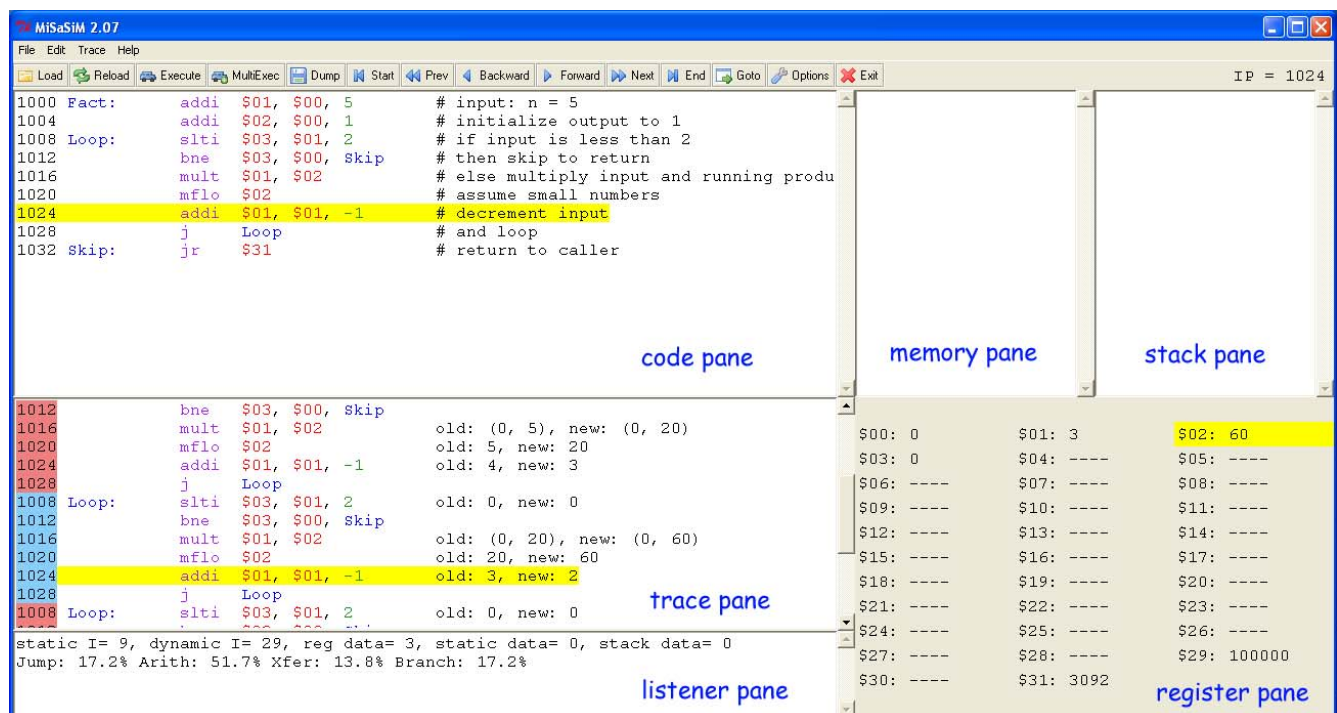 MiSaSiM 2.07
File Edit Trace Help
Load Reload Execute MultiExec Dump Start Prev Backward Forward Next End Goto Options Exit IP = 1024
1000 Fact: addi $01, $00, 5 # input: n = 5
1004 addi $02, $00, 1 # initialize output to 1
1008 Loop: slti $03, $01, 2 # if input is less than 2
1012 bne $03, $00, Skip # then skip to return
1016 mult $01, $02 # else multiply input and running produ
1020 mflo $02 # assume small numbers
1024 addi $01, $01, -1 # decrement input
1028 j Loop # and loop
1032 Skip: jr $31 # return to caller
code pane
memory pane
stack pane
1012 bne $03, $00, Skip
1016 mult $01, $02 old: (0, 5), new: (0, 20)
1020 mflo $02 old: 5, new: 20
1024 addi $01, $01, -1 old: 4, new: 3
1028 j Loop
1008 Loop: slti $03, $01, 2 old: 0, new: 0
1012 bne $03, $00, Skip
1016 mult $01, $02 old: (0, 20), new: (0, 60)
1020 mflo $02 old: 20, new: 60
1024 addi $01, $01, -1 old: 3, new: 2
1028 j Loop
1008 Loop: slti $03, $01, 2 old: 0, new: 0
trace pane
static I= 9, dynamic I= 29, reg data= 3, static data= 0, stack data= 0
Jump: 17.2% Arith: 51.7% Xfer: 13.8% Branch: 17.2%
listener pane
$00: 0 $01: 3 $02: 60
$03: 0 $04: ---- $05: ----
$06: ---- $07: ---- $08: ----
$09: ---- $10: ---- $11: ----
$12: ---- $13: ---- $14: ----
$15: ---- $16: ---- $17: ----
$18: ---- $19: ---- $20: ----
$21: ---- $22: ---- $23: ----
$24: ---- $25: ---- $26: ----
$27: ---- $28: ---- $29: 100000
$30: ---- $31: 3092
register pane